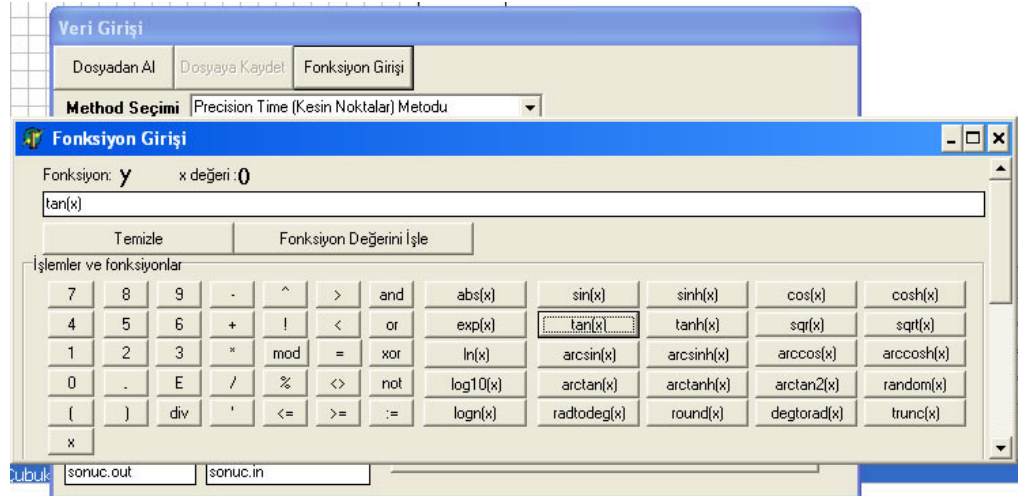 Veri Girişi
Dosyadan Al Dosyaya Kaydet Fonksiyon Girişi
Method Seçimi Precision Time (Kesin Noktalar) Metodu
Fonksiyon Girişi
Fonksiyon: y x değeri :()
tan(x)
Temizle Fonksiyon Değerini İşle
İşlemler ve fonksiyonlar
7 8 9 - ^ > and abs(x) sin(x) sinh(x) cos(x) cosh(x)
4 5 6 + ! < or exp(x) tan(x) tanh(x) sqr(x) sqrt(x)
1 2 3 * mod = xor ln(x) arcsin(x) arcsinh(x) arccos(x) arccosh(x)
0 . E / % <> not log10(x) arctan(x) arctanh(x) arctan2(x) random(x)
( ) div ' <= >= := logn(x) radtodeg(x) round(x) degtorad(x) trunc(x)
x
Çubuk sonuc.out sonuc.in